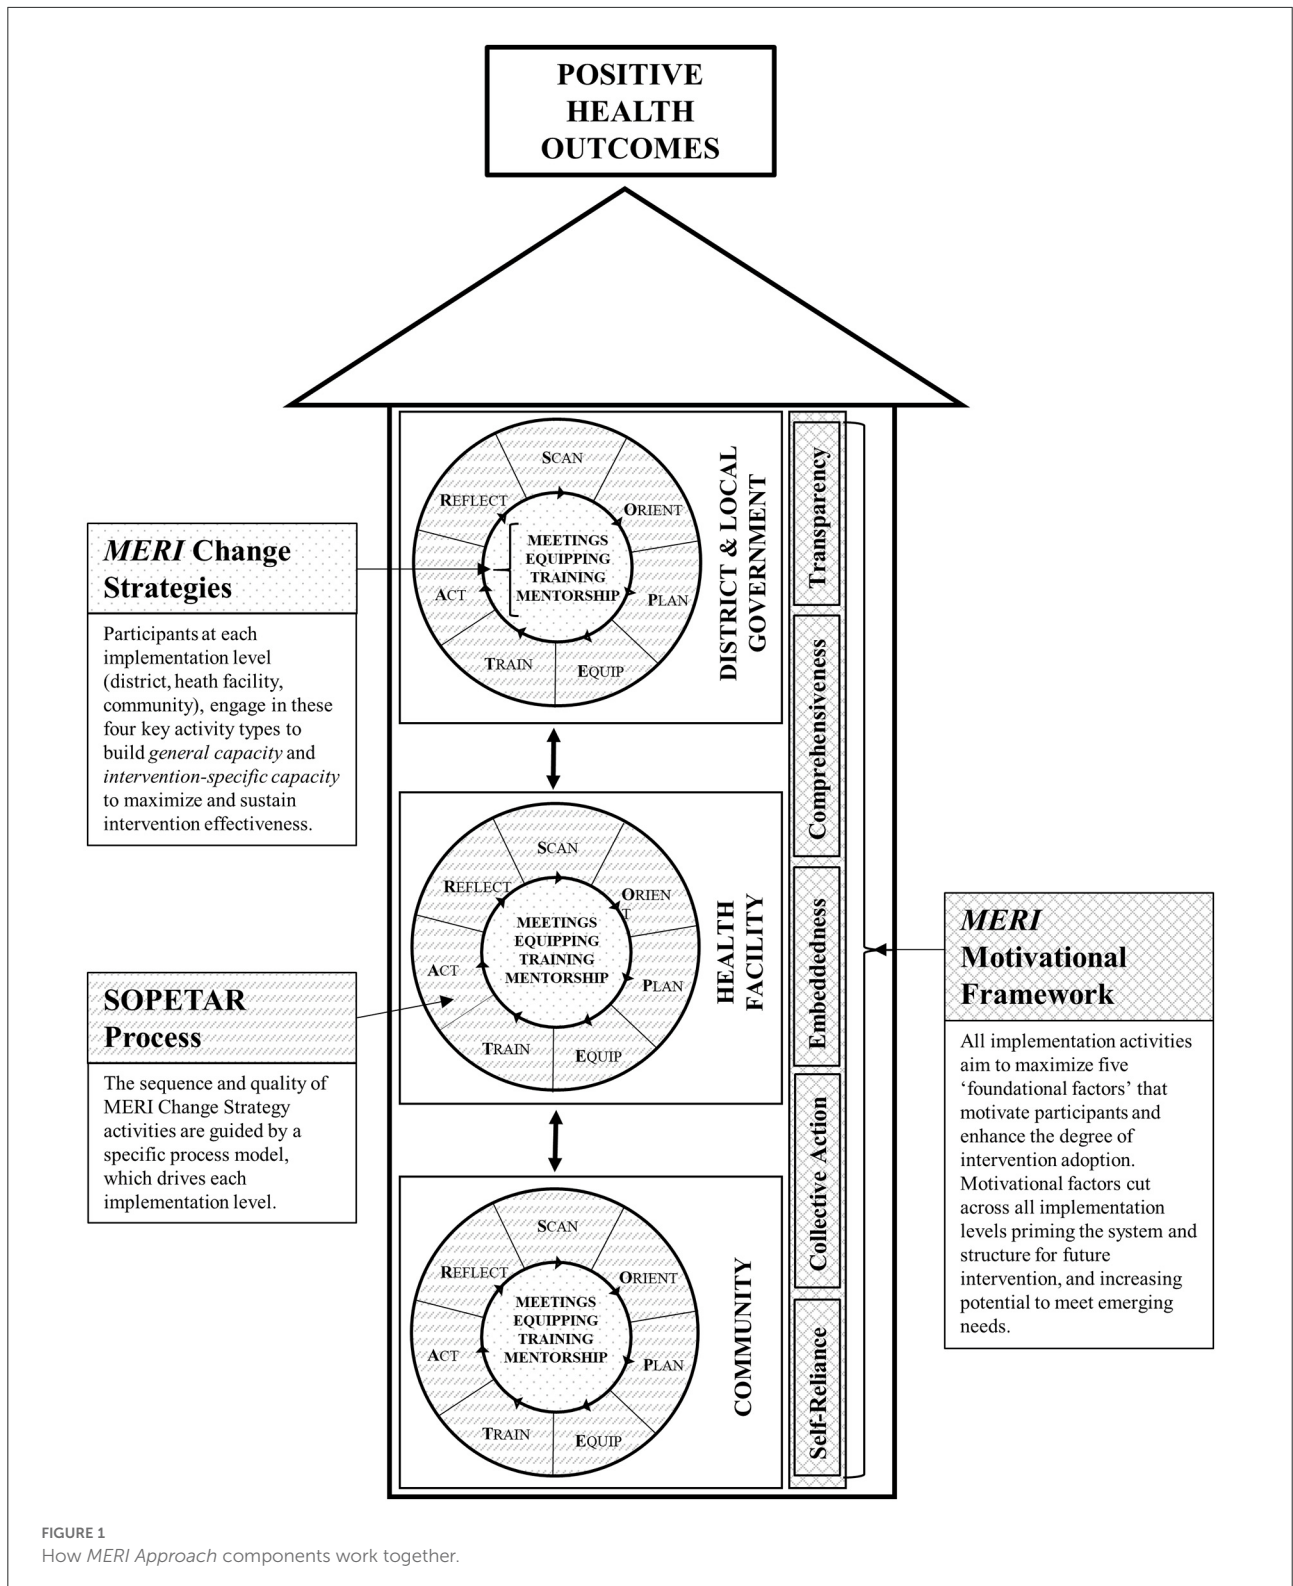 POSITIVE
HEALTH
OUTCOMES
SCAN
ORIENT
PLAN
EQUIP
TRAIN
ACT
REFLECT
MEETINGS
EQUIPPING
TRAINING
MENTORSHIP
DISTRICT & LOCAL
GOVERNMENT
SCAN
ORIEN
T
PLAN
EQUIP
TRAIN
ACT
REFLECT
MEETINGS
EQUIPPING
TRAINING
MENTORSHIP
HEALTH
FACILITY
SCAN
ORIENT
PLAN
EQUIP
TRAIN
ACT
REFLECT
MEETINGS
EQUIPPING
TRAINING
MENTORSHIP
COMMUNITY
Transparency
Comprehensiveness
Embeddedness
Collective Action
Self-Reliance
MERI Change
Strategies
Participants at each
implementation level
(district, heath facility,
community), engage in these
four key activity types to
build general capacity and
intervention-specific capacity
to maximize and sustain
intervention effectiveness.
SOPETAR
Process
The sequence and quality of
MERI Change Strategy
activities are guided by a
specific process model,
which drives each
implementation level.
MERI
Motivational
Framework
All implementation activities
aim to maximize five
‘foundational factors’ that
motivate participants and
enhance the degree of
intervention adoption.
Motivational factors cut
across all implementation
levels priming the system and
structure for future
intervention, and increasing
potential to meet emerging
needs.
FIGURE 1
How MERI Approach components work together.